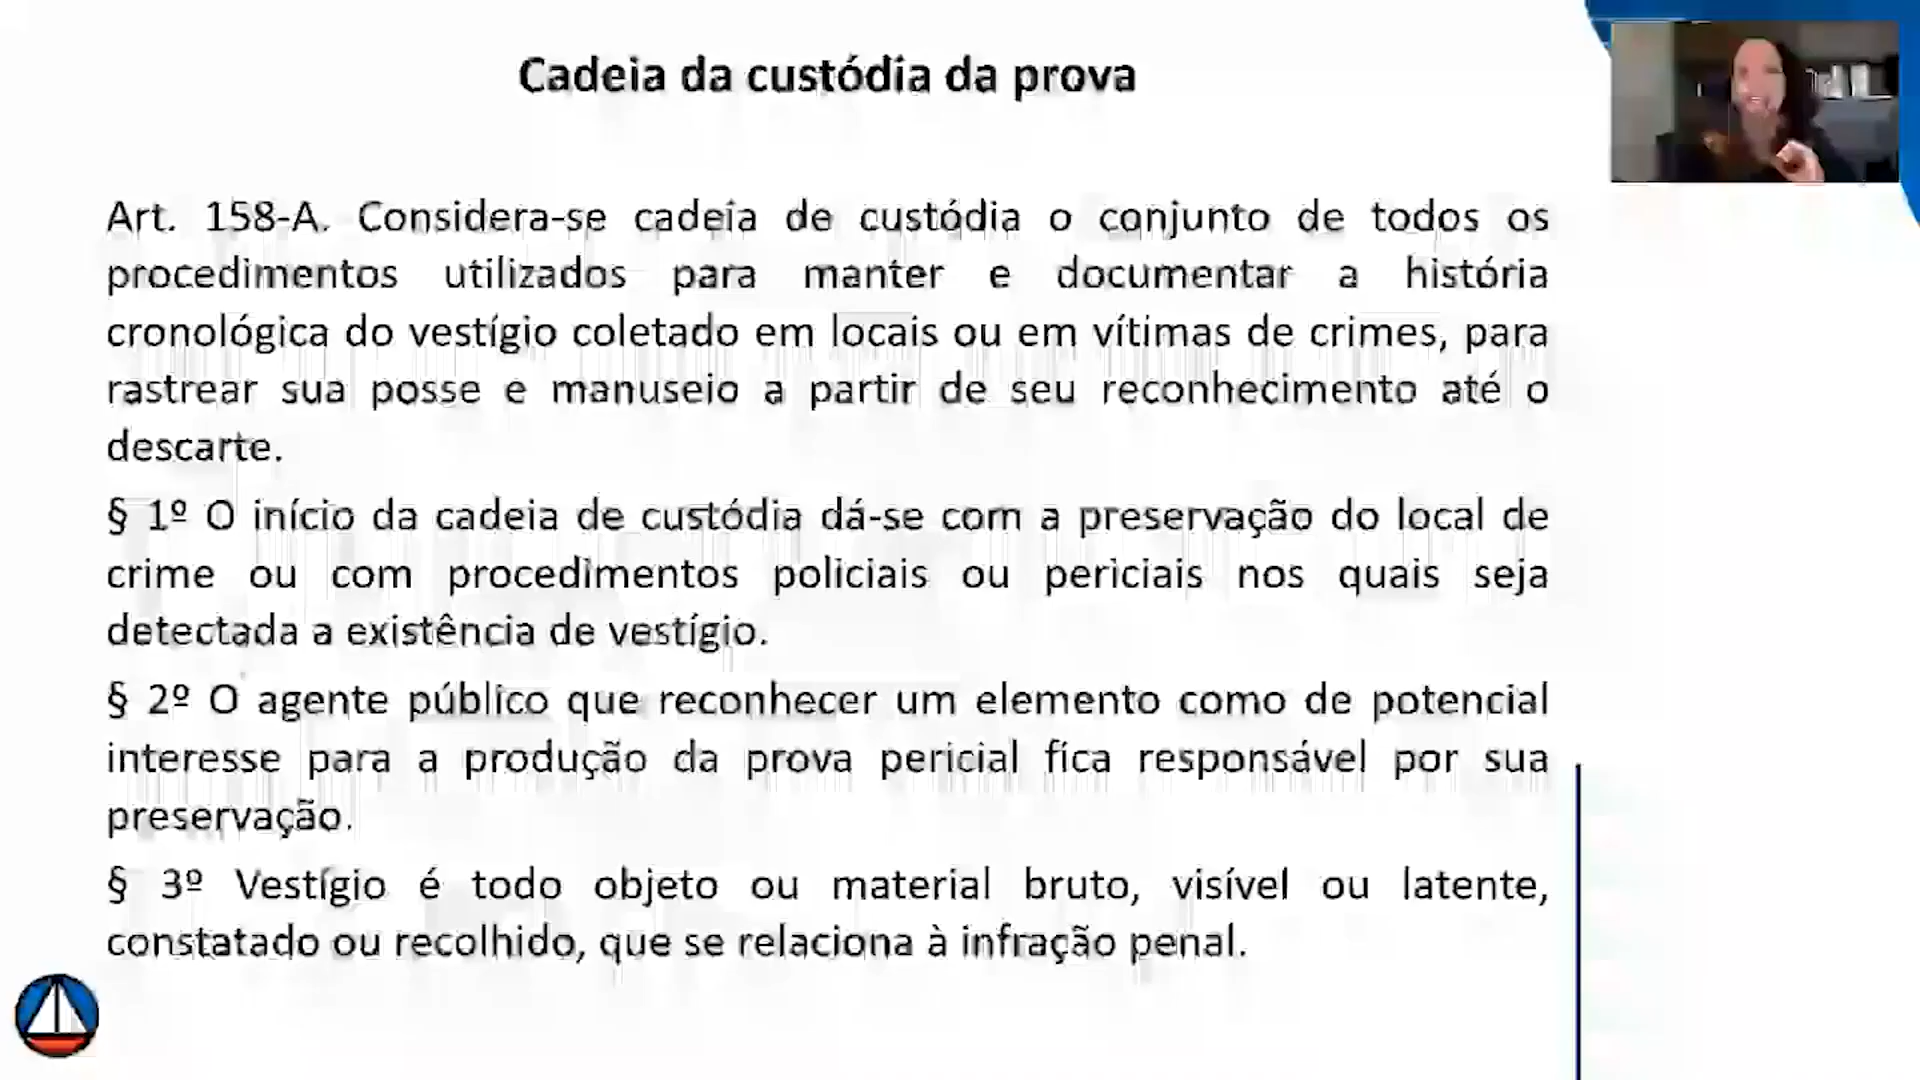 Cadeia da custódia da prova
Art. 158-A. Considera-se cadeia de custódia o conjunto de todos os
procedimentos utilizados para manter e documentar a história
cronológica do vestígio coletado em locais ou em vítimas de crimes, para
rastrear sua posse e manuseio a partir de seu reconhecimento até o
descarte.
§ 1º O início da cadeia de custódia dá-se com a preservação do local de
crime ou com procedimentos policiais ou periciais nos quais seja
detectada a existência de vestígio.
§ 2º O agente público que reconhecer um elemento como de potencial
interesse para a produção da prova pericial fica responsável por sua
preservação.
§ 3º Vestígio é todo objeto ou material bruto, visível ou latente,
constatado ou recolhido, que se relaciona à infração penal.